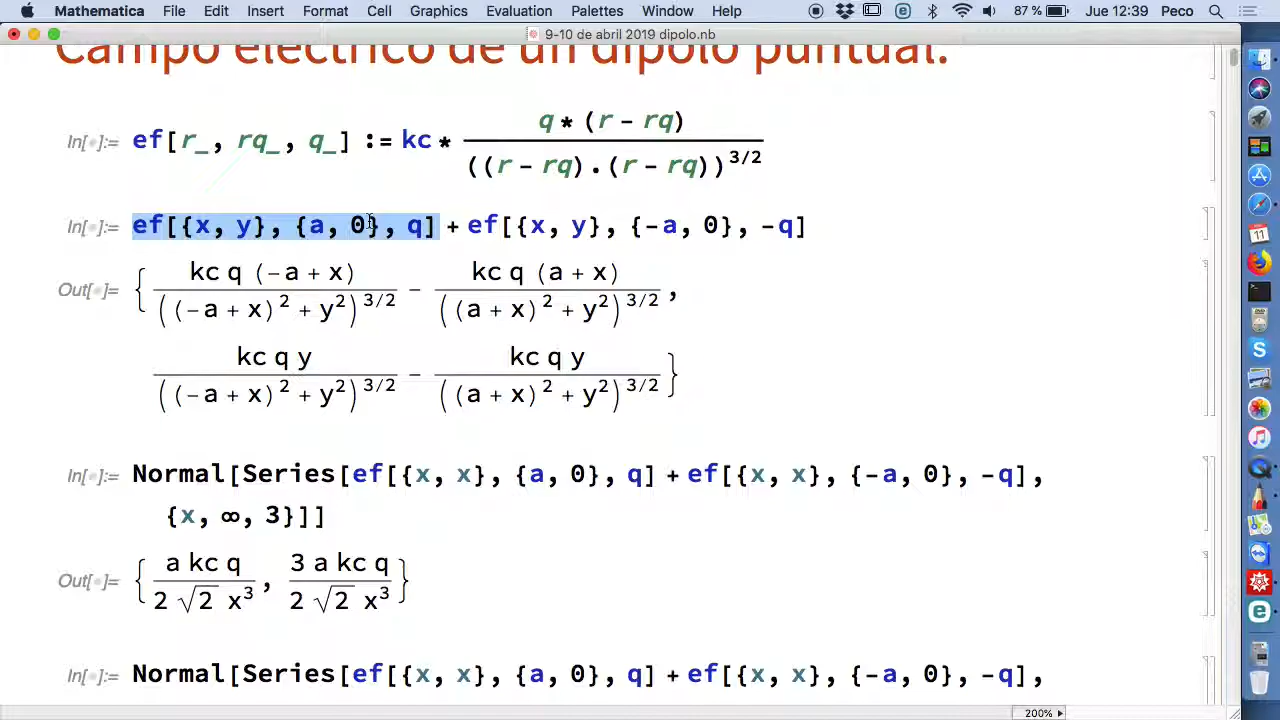 Mathematica File Edit Insert Format Cell Graphics Evaluation Palettes Window Help 87 % Jue 12:39 Peco
9-10 de abril 2019 dipolo.nb
Campo eléctrico de un dipolo puntual.
In[ ]:= ef[r_, rq_, q_] := kc * q * (r - rq) / ((r - rq) . (r - rq))^3/2
In[ ]:= ef[{x, y}, {a, 0}, q] + ef[{x, y}, {-a, 0}, -q]
Out[ ]= { kc q (-a + x) / ((-a + x)^2 + y^2)^3/2 - kc q (a + x) / ((a + x)^2 + y^2)^3/2 ,
kc q y / ((-a + x)^2 + y^2)^3/2 - kc q y / ((a + x)^2 + y^2)^3/2 }
In[ ]:= Normal[Series[ef[{x, x}, {a, 0}, q] + ef[{x, x}, {-a, 0}, -q],
{x, ∞, 3}]]
Out[ ]= { a kc q / 2 √2 x^3 , 3 a kc q / 2 √2 x^3 }
In[ ]:= Normal[Series[ef[{x, x}, {a, 0}, q] + ef[{x, x}, {-a, 0}, -q],
200%